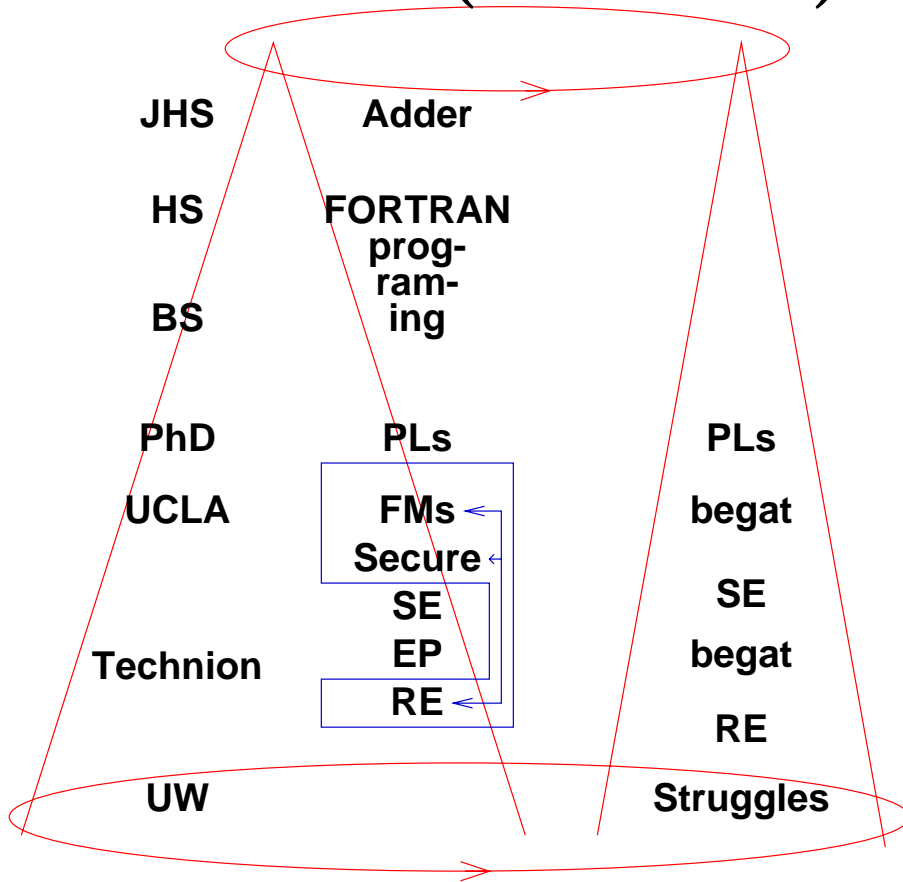 JHS Adder
HS FORTRAN
prog-
ram-
BS ing
PhD PLs PLs
UCLA FMs begat
Secure
SE SE
EP begat
Technion
RE RE
UW Struggles